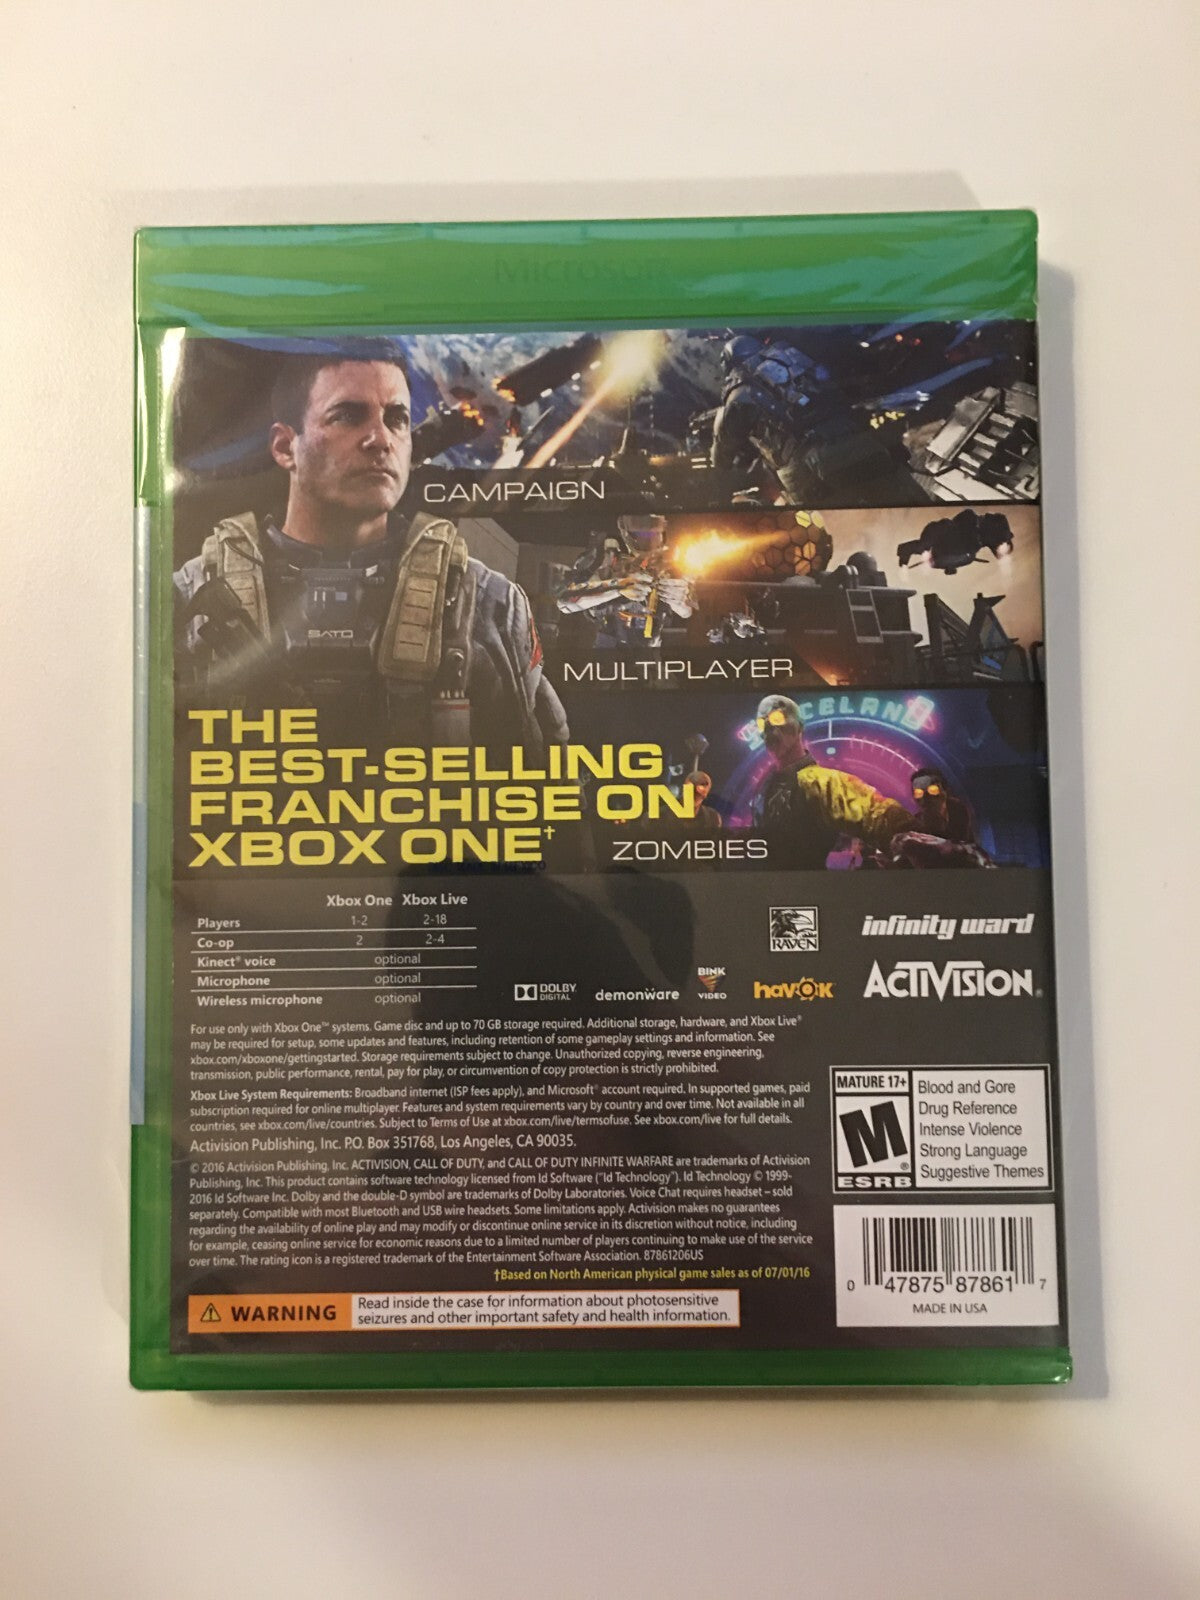 Microsoft
CAMPAIGN
SATO
MULTIPLAYER
THE
BEST-SELLING
FRANCHISE ON
XBOX ONE†
ZOMBIES
Xbox One Xbox Live
Players 1-2 2-18
Co-op 2 2-4
Kinect® voice optional
Microphone optional
Wireless microphone optional
RAVEN
infinity ward
DOLBY
DIGITAL
demonware
BINK
VIDEO
havok
ACTIVISION®
For use only with Xbox One™ systems. Game disc and up to 70 GB storage required. Additional storage, hardware, and Xbox Live®
may be required for setup, some updates and features, including retention of some gameplay settings and information. See
xbox.com/xboxone/gettingstarted. Storage requirements subject to change. Unauthorized copying, reverse engineering,
transmission, public performance, rental, pay for play, or circumvention of copy protection is strictly prohibited.
Xbox Live System Requirements: Broadband internet (ISP fees apply), and Microsoft® account required. In supported games, paid
subscription required for online multiplayer. Features and system requirements vary by country and over time. Not available in all
countries, see xbox.com/live/countries. Subject to Terms of Use at xbox.com/live/termsofuse. See xbox.com/live for full details.
Activision Publishing, Inc. P.O. Box 351768, Los Angeles, CA 90035.
© 2016 Activision Publishing, Inc. ACTIVISION, CALL OF DUTY, and CALL OF DUTY INFINITE WARFARE are trademarks of Activision
Publishing, Inc. This product contains software technology licensed from Id Software ("Id Technology"). Id Technology © 1999-
2016 Id Software Inc. Dolby and the double-D symbol are trademarks of Dolby Laboratories. Voice Chat requires headset – sold
separately. Compatible with most Bluetooth and USB wire headsets. Some limitations apply. Activision makes no guarantees
regarding the availability of online play and may modify or discontinue online service in its discretion without notice, including
for example, ceasing online service for economic reasons due to a limited number of players continuing to make use of the service
over time. The rating icon is a registered trademark of the Entertainment Software Association. 87861206US
†Based on North American physical game sales as of 07/01/16
WARNING
Read inside the case for information about photosensitive
seizures and other important safety and health information.
MATURE 17+
M®
ESRB
Blood and Gore
Drug Reference
Intense Violence
Strong Language
Suggestive Themes
0 47875 87861 7
MADE IN USA